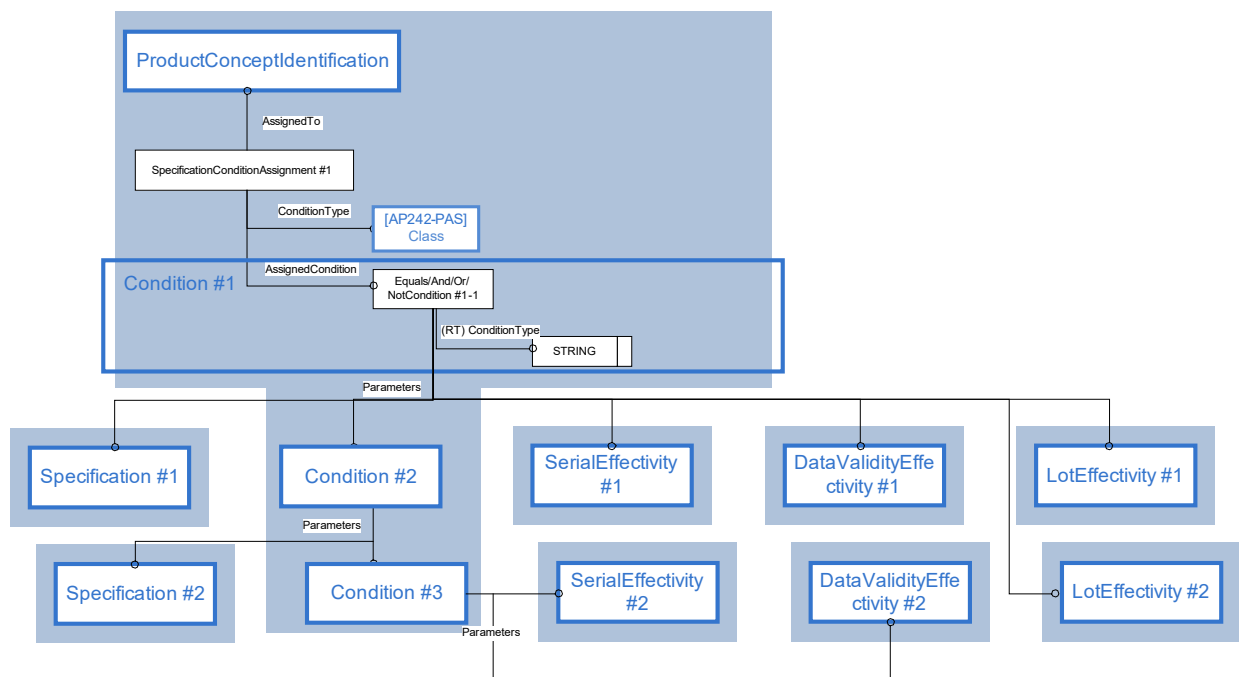 ProductConceptIdentification
AssignedTo
SpecificationConditionAssignment #1
ConditionType
[AP242-PAS]
Class
AssignedCondition
Condition #1
Equals/And/Or/
NotCondition #1-1
(RT) ConditionType
STRING
Parameters
Specification #1
Condition #2
SerialEffectivity
#1
DataValidityEffe
ctivity #1
LotEffectivity #1
Parameters
Specification #2
Condition #3
SerialEffectivity
#2
DataValidityEffe
ctivity #2
LotEffectivity #2
Parameters